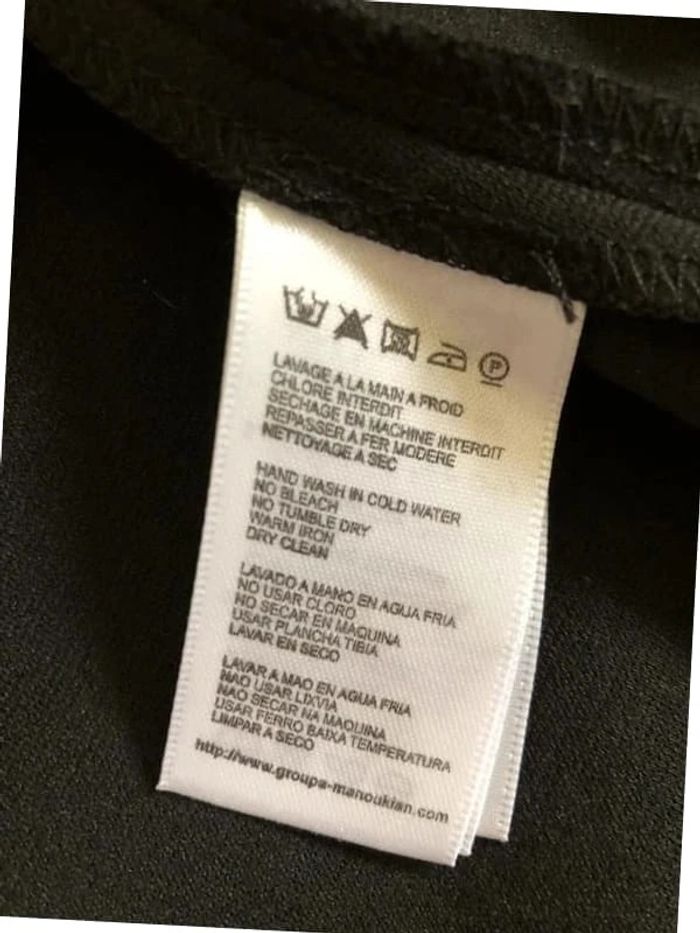 P
LAVAGE A LA MAIN A FROID
CHLORE INTERDIT
SECHAGE EN MACHINE INTERDIT
REPASSER A FER MODERE
NETTOYAGE A SEC
HAND WASH IN COLD WATER
NO BLEACH
NO TUMBLE DRY
WARM IRON
DRY CLEAN
LAVADO A MANO EN AGUA FRIA
NO USAR CLORO
NO SECAR EN MAQUINA
USAR PLANCHA TIBIA
LAVAR EN SECO
LAVAR A MAO EN AGUA FRIA
NAO USAR LIXVIA
NAO SECAR NA MAQUINA
USAR FERRO BAIXA TEMPERATURA
LIMPAR A SECO
http://www.groupa-manoukian.com